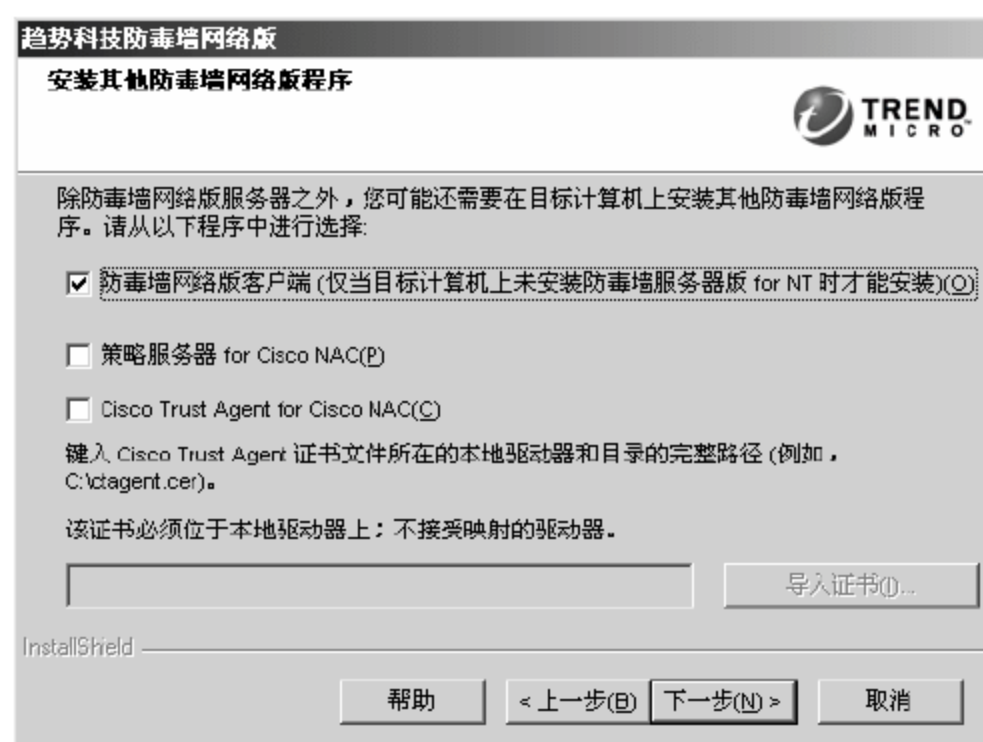 趋势科技防毒墙网络版
安装其他防毒墙网络版程序
TREND
MICRO
除防毒墙网络版服务器之外，您可能还需要在目标计算机上安装其他防毒墙网络版程
序。请从以下程序中进行选择:
防毒墙网络版客户端 (仅当目标计算机上未安装防毒墙服务器版 for NT 时才能安装)(O)
策略服务器 for Cisco NAC(P)
Cisco Trust Agent for Cisco NAC(C)
键入 Cisco Trust Agent 证书文件所在的本地驱动器和目录的完整路径 (例如，
C:\ctagent.cer)。
该证书必须位于本地驱动器上；不接受映射的驱动器。
导入证书(I)...
InstallShield
帮助 < 上一步(B) 下一步(N) > 取消